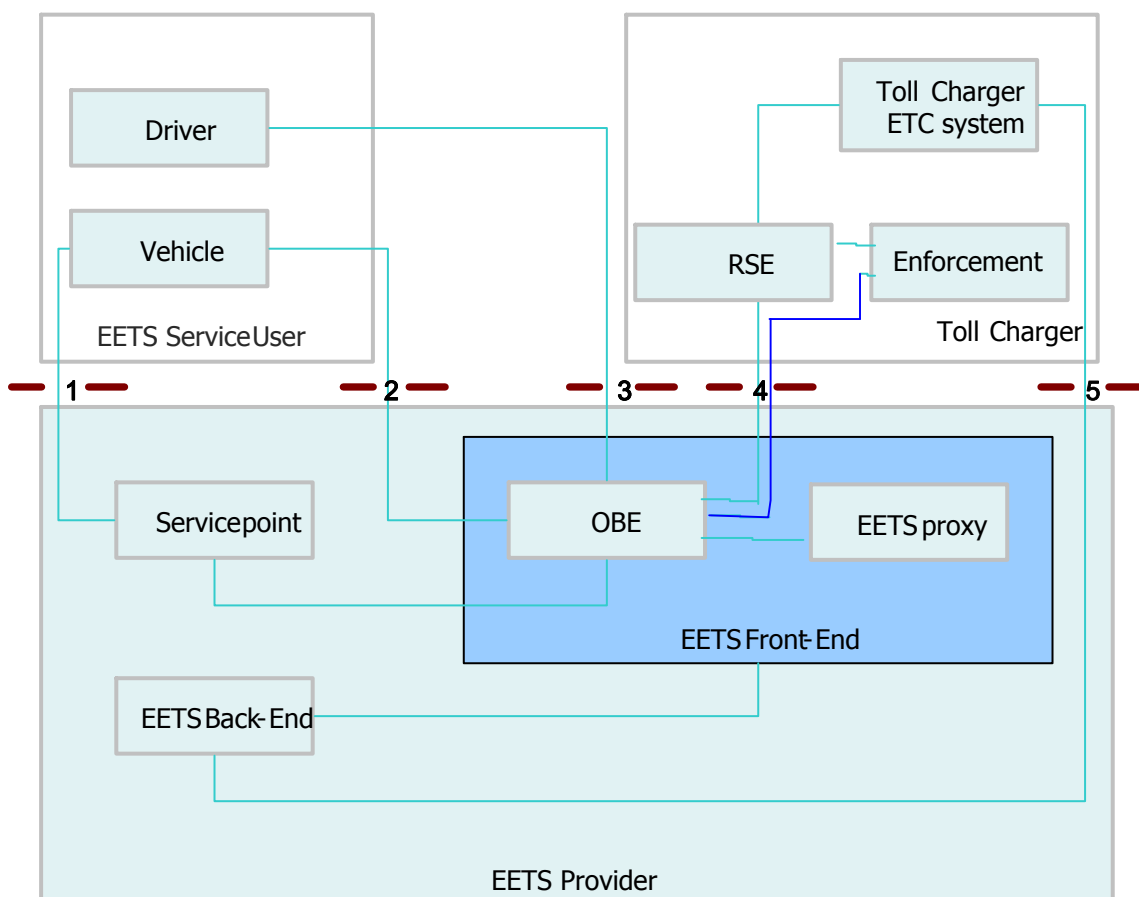 Driver
Vehicle
EETS ServiceUser
Toll Charger
ETC system
RSE
Enforcement
Toll Charger
1
2
3
4
5
Servicepoint
OBE
EETS proxy
EETS Front-End
EETS Back-End
EETS Provider